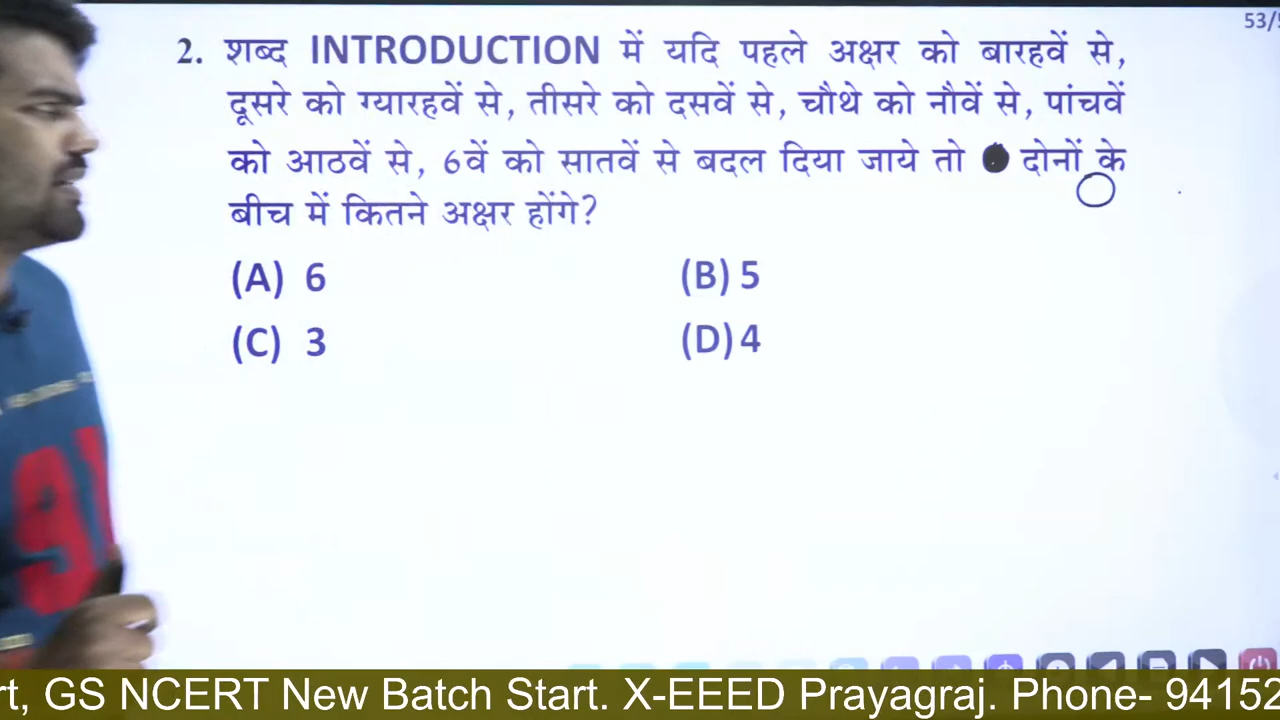 53/
2. शब्द INTRODUCTION में यदि पहले अक्षर को बारहवें से,
दूसरे को ग्यारहवें से, तीसरे को दसवें से, चौथे को नौवें से, पांचवें
को आठवें से, 6वें को सातवें से बदल दिया जाये तो दोनों के
बीच में कितने अक्षर होंगे?
(A) 6 (B) 5
(C) 3 (D) 4
rt, GS NCERT New Batch Start. X-EEED Prayagraj. Phone- 94152